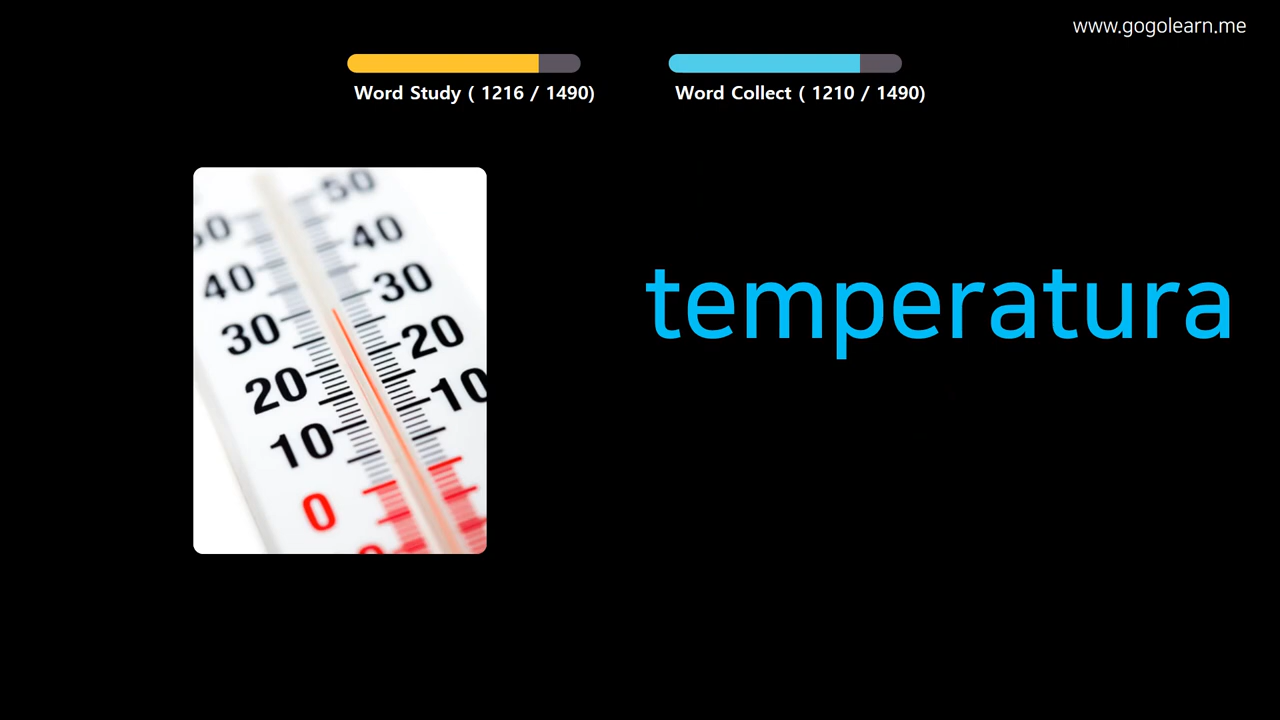 www.gogolearn.me
Word Study ( 1216 / 1490)
Word Collect ( 1210 / 1490)
temperatura
50
40
40
30
30
20
20
10
10
0